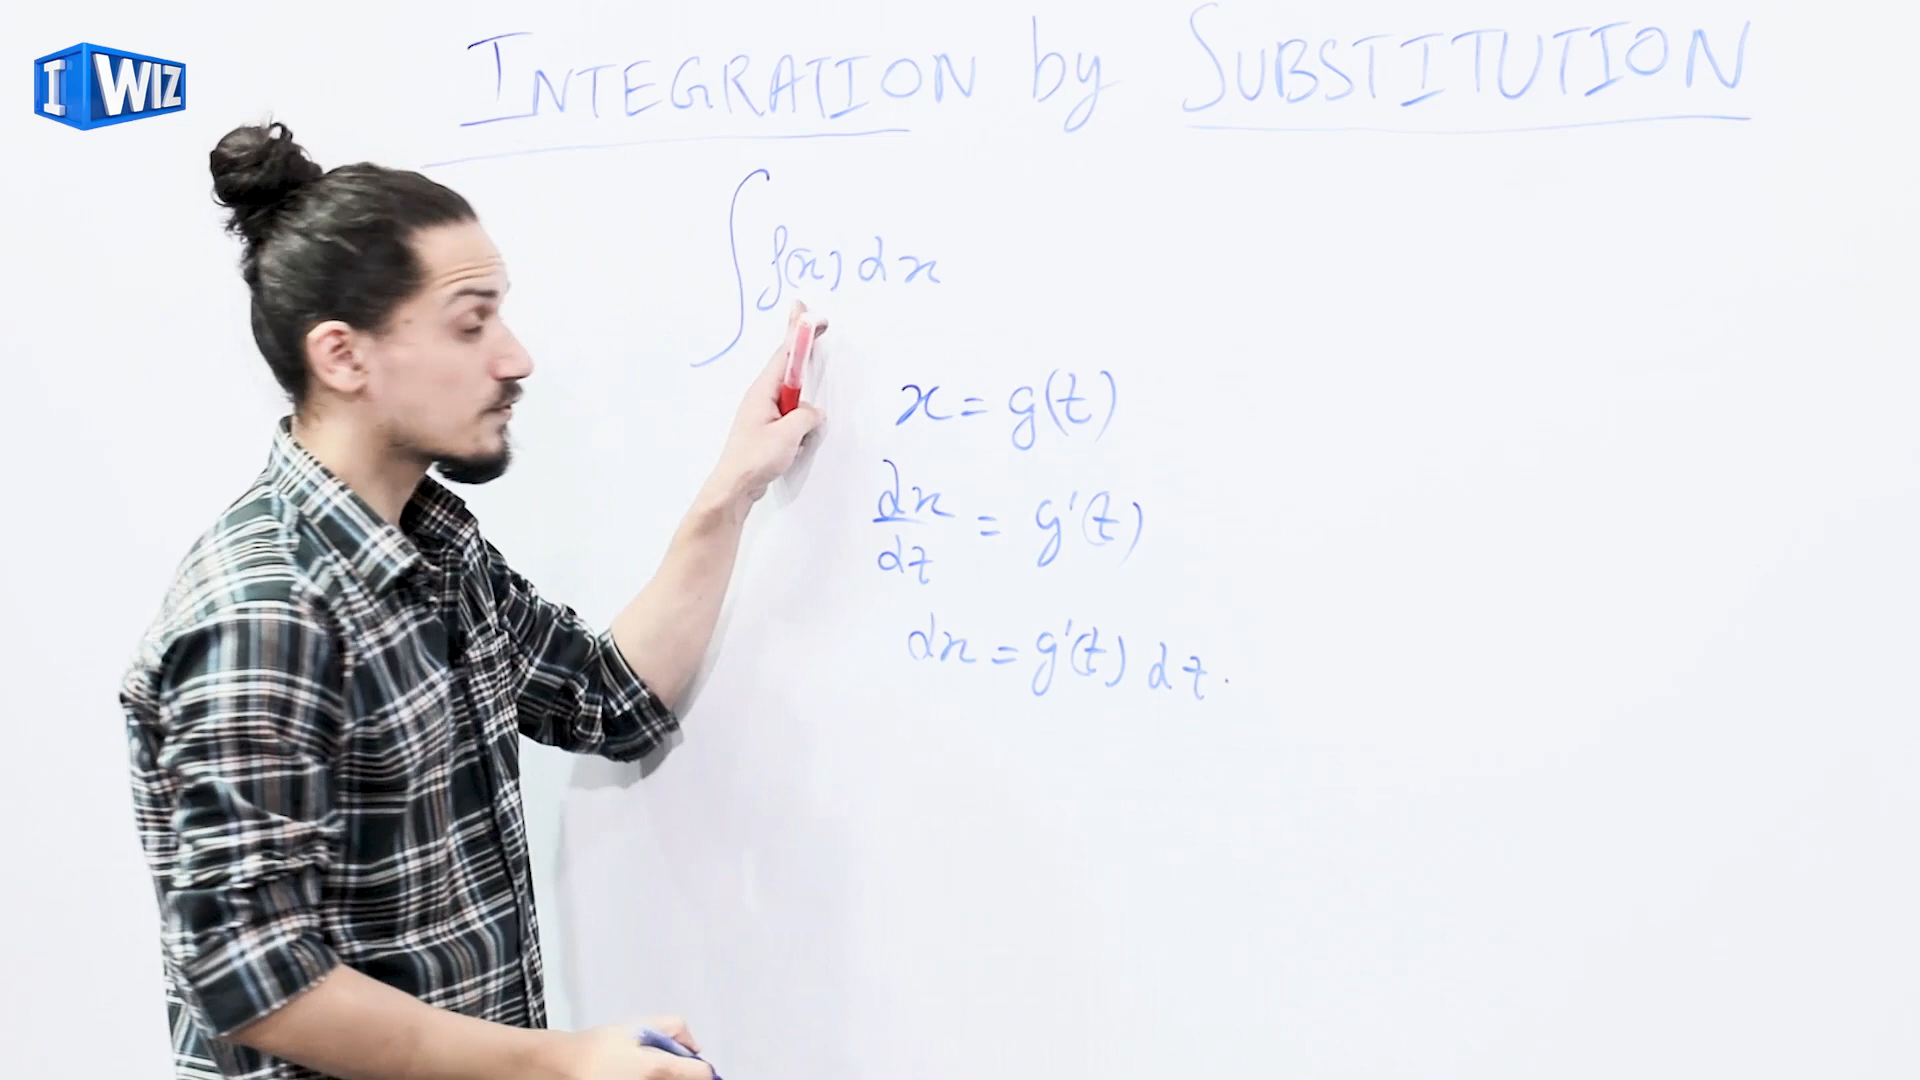 I WIZ
INTEGRATION by SUBSTITUTION
∫ f(x) dx
x = g(t)
dx/dt = g'(t)
dx = g'(t) dt.